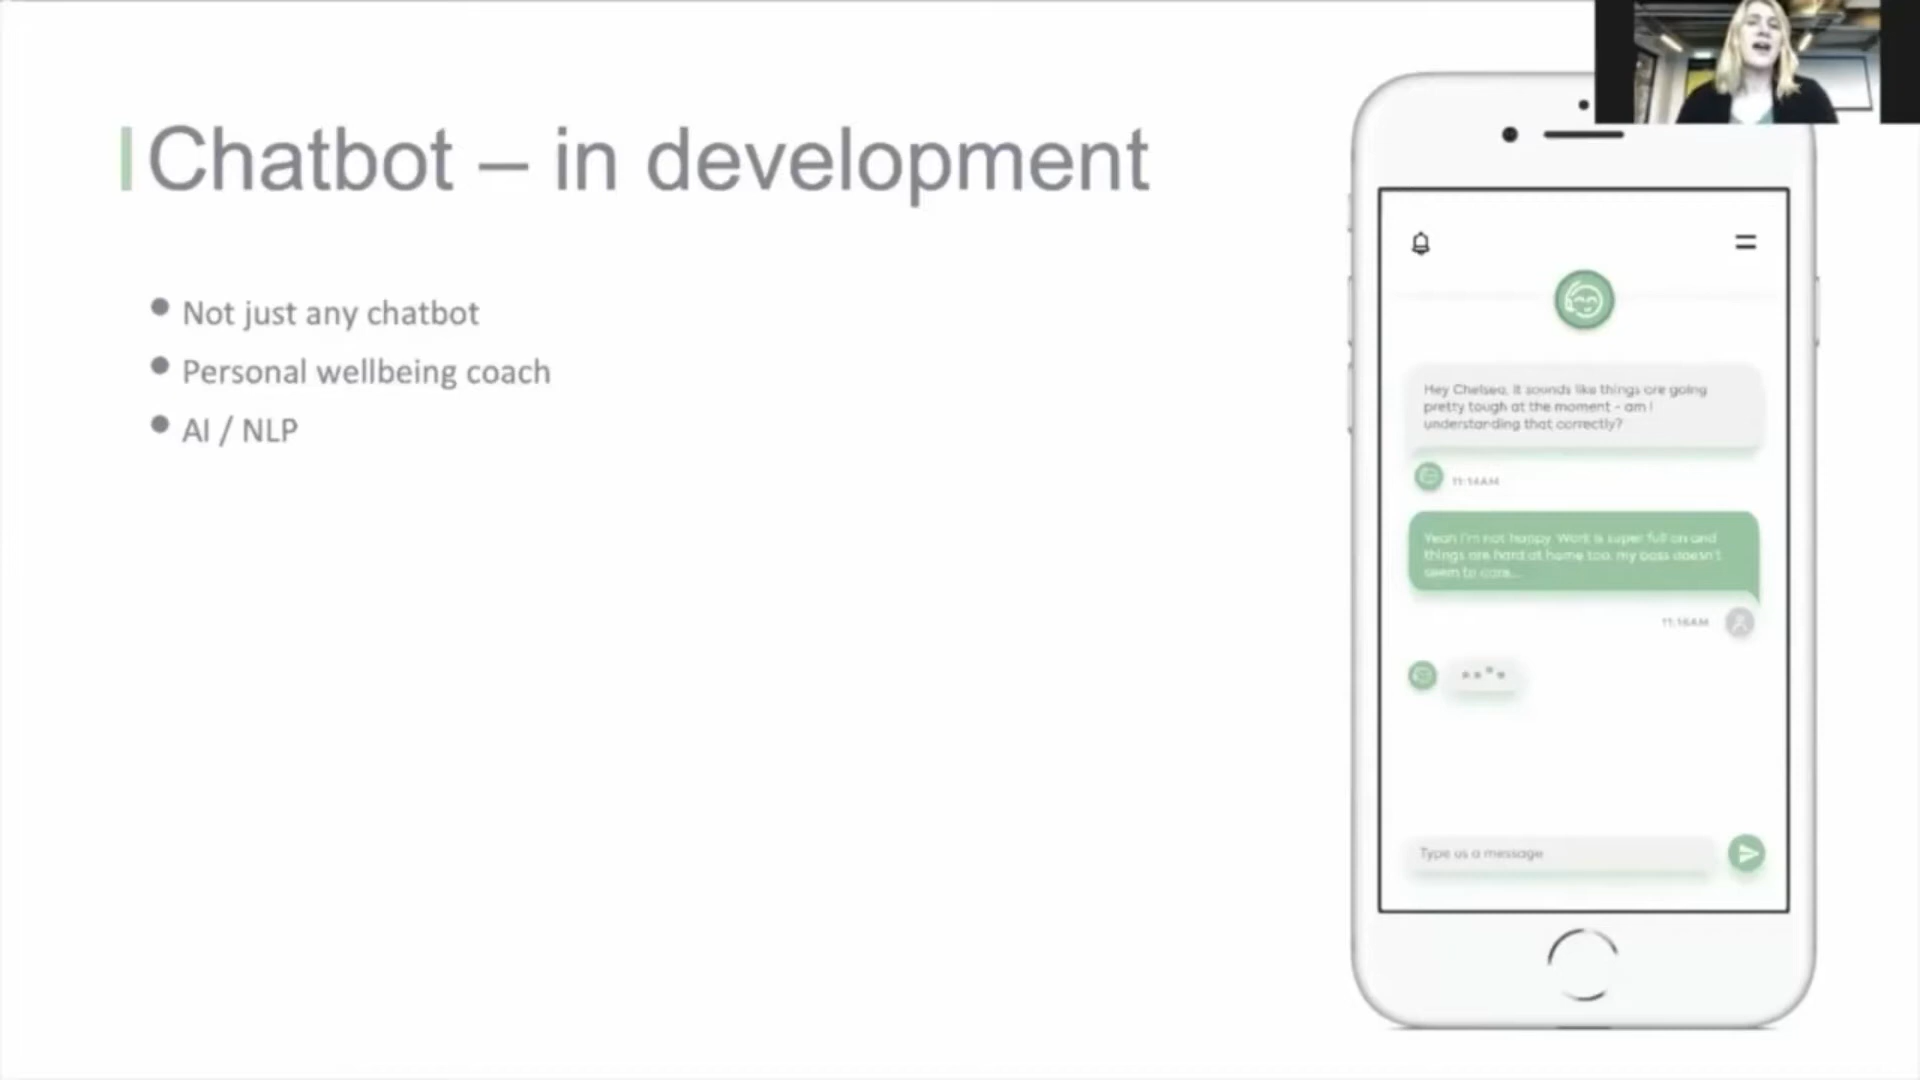 Chatbot – in development
Not just any chatbot
Personal wellbeing coach
AI / NLP
Hey Chelsea, it sounds like things are going
pretty tough at the moment - am I
understanding that correctly?
11:14AM
Yeah I'm not happy. Work is super full on and
things are hard at home too, my boss doesn't
seem to care...
11:16AM
Type us a message